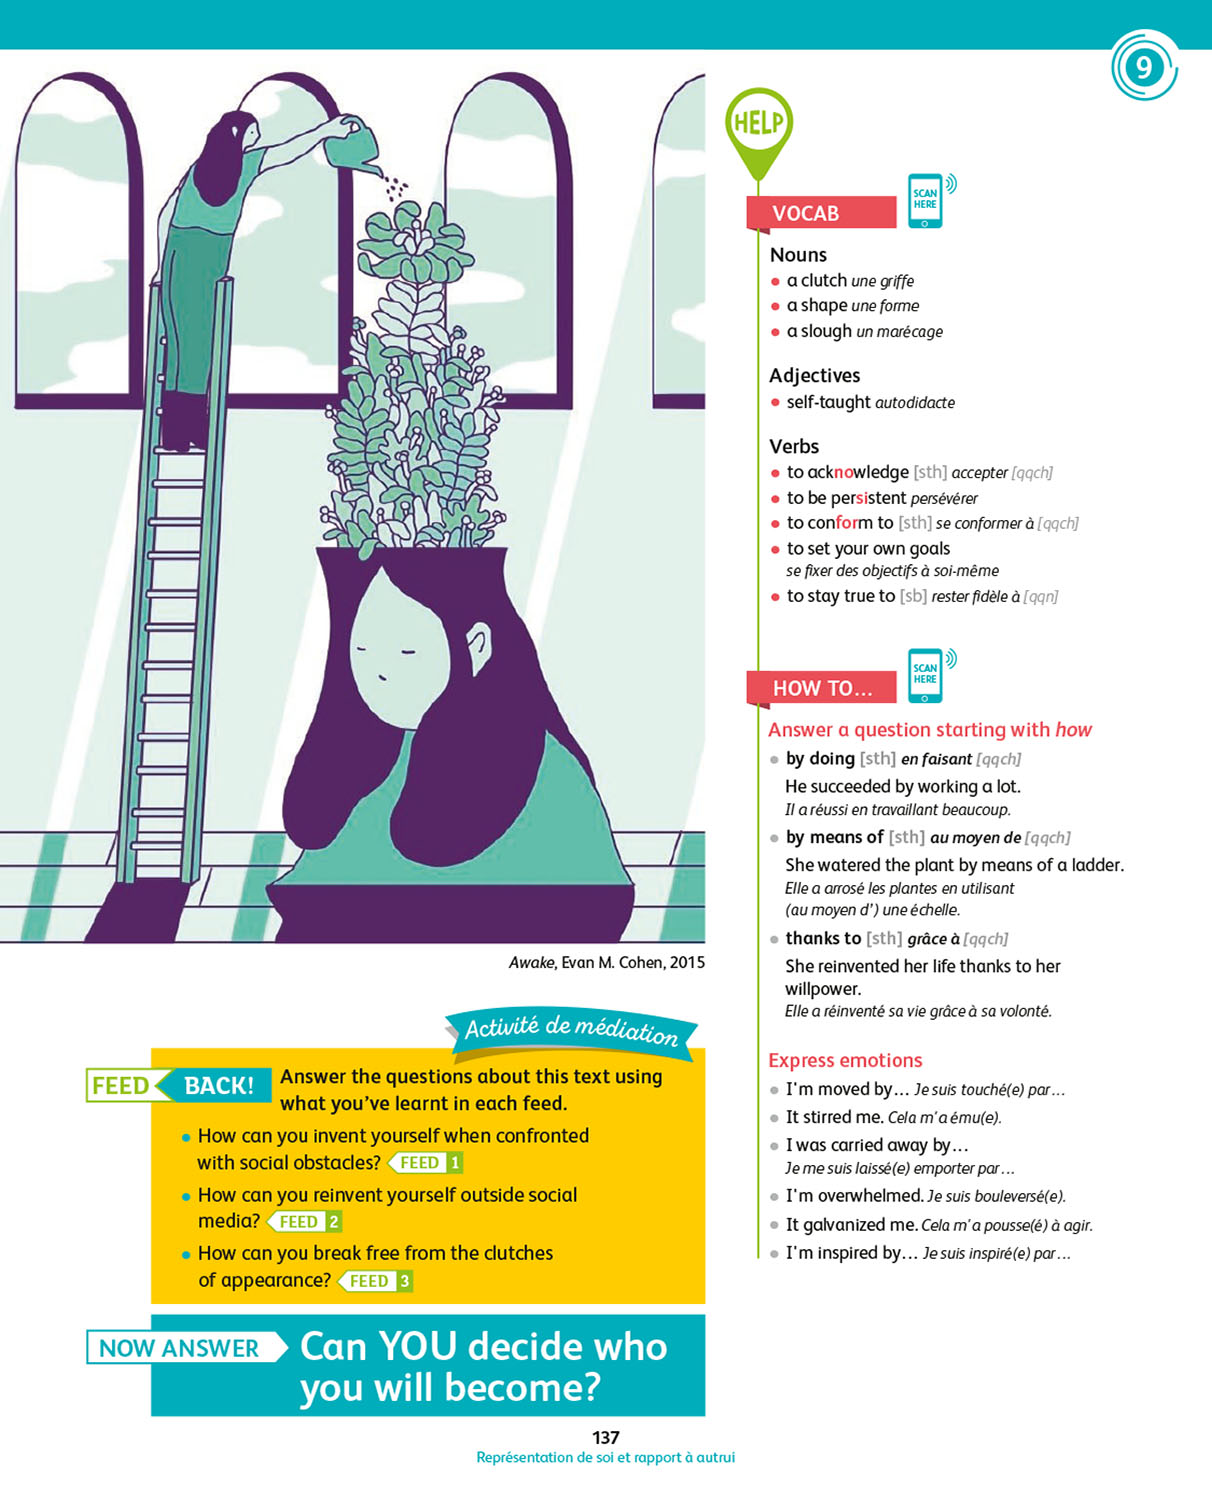 9
HELP
VOCAB
SCAN
HERE
Nouns
• a clutch une griffe
• a shape une forme
• a slough un marécage
Adjectives
• self-taught autodidacte
Verbs
• to acknowledge [sth] accepter [qqch]
• to be persistent persévérer
• to conform to [sth] se conformer à [qqch]
• to set your own goals
se fixer des objectifs à soi-même
• to stay true to [sb] rester fidèle à [qqn]
HOW TO...
SCAN
HERE
Answer a question starting with how
• by doing [sth] en faisant [qqch]
He succeeded by working a lot.
Il a réussi en travaillant beaucoup.
• by means of [sth] au moyen de [qqch]
She watered the plant by means of a ladder.
Elle a arrosé les plantes en utilisant
(au moyen d') une échelle.
• thanks to [sth] grâce à [qqch]
She reinvented her life thanks to her
willpower.
Elle a réinventé sa vie grâce à sa volonté.
Express emotions
• I'm moved by... Je suis touché(e) par...
• It stirred me. Cela m'a ému(e).
• I was carried away by...
Je me suis laissé(e) emporter par...
• I'm overwhelmed. Je suis bouleversé(e).
• It galvanized me. Cela m'a pousse(é) à agir.
• I'm inspired by... Je suis inspiré(e) par...
Awake, Evan M. Cohen, 2015
Activité de médiation
FEED BACK!
Answer the questions about this text using
what you've learnt in each feed.
• How can you invent yourself when confronted
with social obstacles? FEED 1
• How can you reinvent yourself outside social
media? FEED 2
• How can you break free from the clutches
of appearance? FEED 3
NOW ANSWER
Can YOU decide who
you will become?
137
Représentation de soi et rapport à autrui